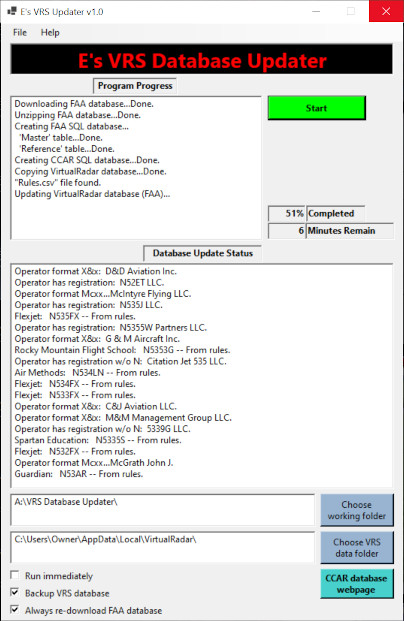 E's VRS Updater v1.0
File Help
E's VRS Database Updater
Program Progress
Downloading FAA database...Done.
Unzipping FAA database...Done.
Creating FAA SQL database...
'Master' table...Done.
'Reference' table...Done.
Creating CCAR SQL database...Done.
Copying VirtualRadar database...Done.
"Rules.csv" file found.
Updating VirtualRadar database (FAA)...
Start
51% Completed
6 Minutes Remain
Database Update Status
Operator format X&x: D&D Aviation Inc.
Operator has registration: N52ET LLC.
Operator format Mcxx...McIntyre Flying LLC.
Operator has registration: N535J LLC.
Flexjet: N535FX -- From rules.
Operator has registration: N5355W Partners LLC.
Operator format X&x: G & M Aircraft Inc.
Rocky Mountain Flight School: N5353G -- From rules.
Operator has registration w/o N: Citation Jet 535 LLC.
Air Methods: N534LN -- From rules.
Flexjet: N534FX -- From rules.
Flexjet: N533FX -- From rules.
Operator format X&x: C&J Aviation LLC.
Operator format X&x: M&M Management Group LLC.
Operator has registration w/o N: 5339G LLC.
Spartan Education: N5335S -- From rules.
Flexjet: N532FX -- From rules.
Operator format Mcxx...McGrath John J.
Guardian: N53AR -- From rules.
A:\VRS Database Updater\
Choose
working folder
C:\Users\Owner\AppData\Local\VirtualRadar\
Choose VRS
data folder
Run immediately
Backup VRS database
Always re-download FAA database
CCAR database
webpage